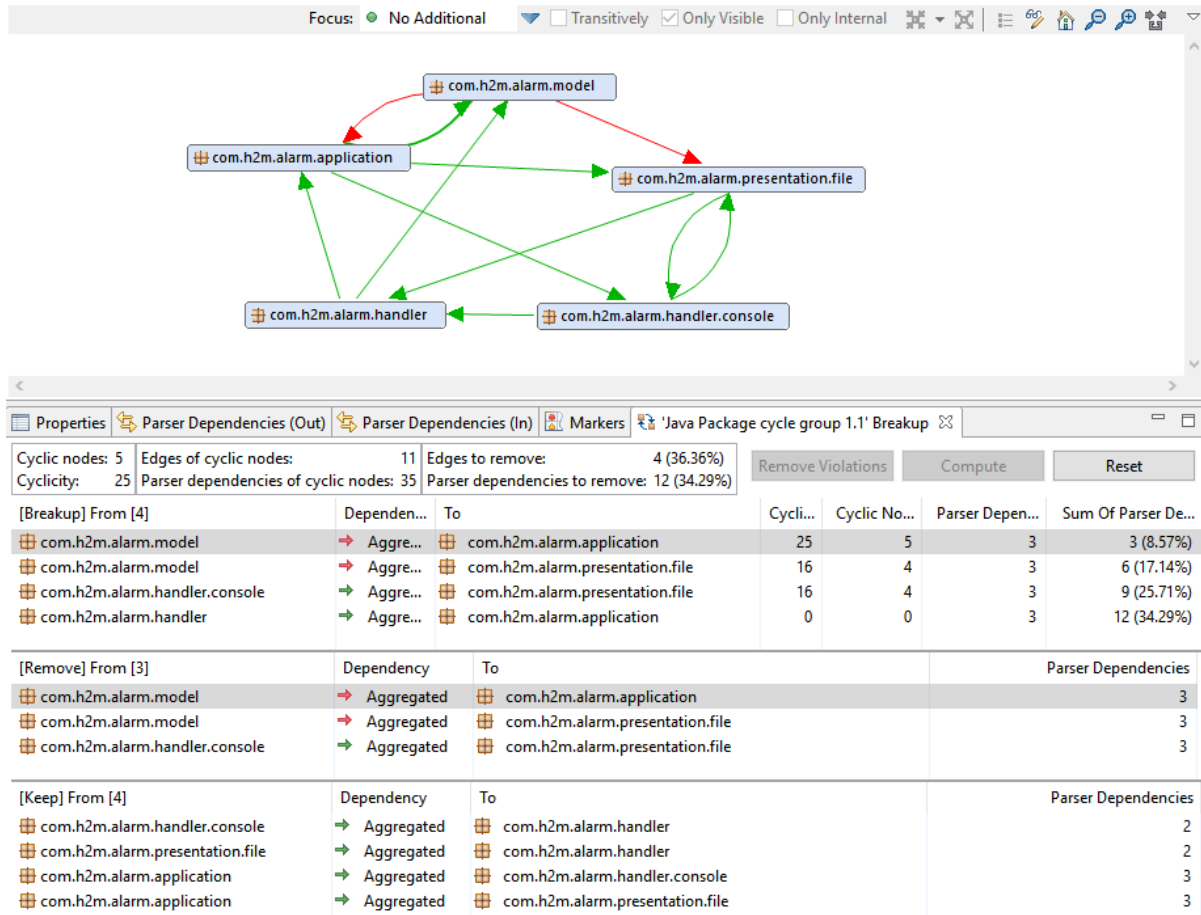 Focus: No Additional Transitively Only Visible Only Internal
com.h2m.alarm.model
com.h2m.alarm.application
com.h2m.alarm.presentation.file
com.h2m.alarm.handler
com.h2m.alarm.handler.console
Properties Parser Dependencies (Out) Parser Dependencies (In) Markers 'Java Package cycle group 1.1' Breakup
Cyclic nodes: 5 Edges of cyclic nodes: 11 Edges to remove: 4 (36.36%) Remove Violations Compute Reset
Cyclicity: 25 Parser dependencies of cyclic nodes: 35 Parser dependencies to remove: 12 (34.29%)
[Breakup] From [4] Dependen... To Cycli... Cyclic No... Parser Depen... Sum Of Parser De...
com.h2m.alarm.model Aggre... com.h2m.alarm.application 25 5 3 3 (8.57%)
com.h2m.alarm.model Aggre... com.h2m.alarm.presentation.file 16 4 3 6 (17.14%)
com.h2m.alarm.handler.console Aggre... com.h2m.alarm.presentation.file 16 4 3 9 (25.71%)
com.h2m.alarm.handler Aggre... com.h2m.alarm.application 0 0 3 12 (34.29%)
[Remove] From [3] Dependency To Parser Dependencies
com.h2m.alarm.model Aggregated com.h2m.alarm.application 3
com.h2m.alarm.model Aggregated com.h2m.alarm.presentation.file 3
com.h2m.alarm.handler.console Aggregated com.h2m.alarm.presentation.file 3
[Keep] From [4] Dependency To Parser Dependencies
com.h2m.alarm.handler.console Aggregated com.h2m.alarm.handler 2
com.h2m.alarm.presentation.file Aggregated com.h2m.alarm.handler 2
com.h2m.alarm.application Aggregated com.h2m.alarm.handler.console 3
com.h2m.alarm.application Aggregated com.h2m.alarm.presentation.file 3